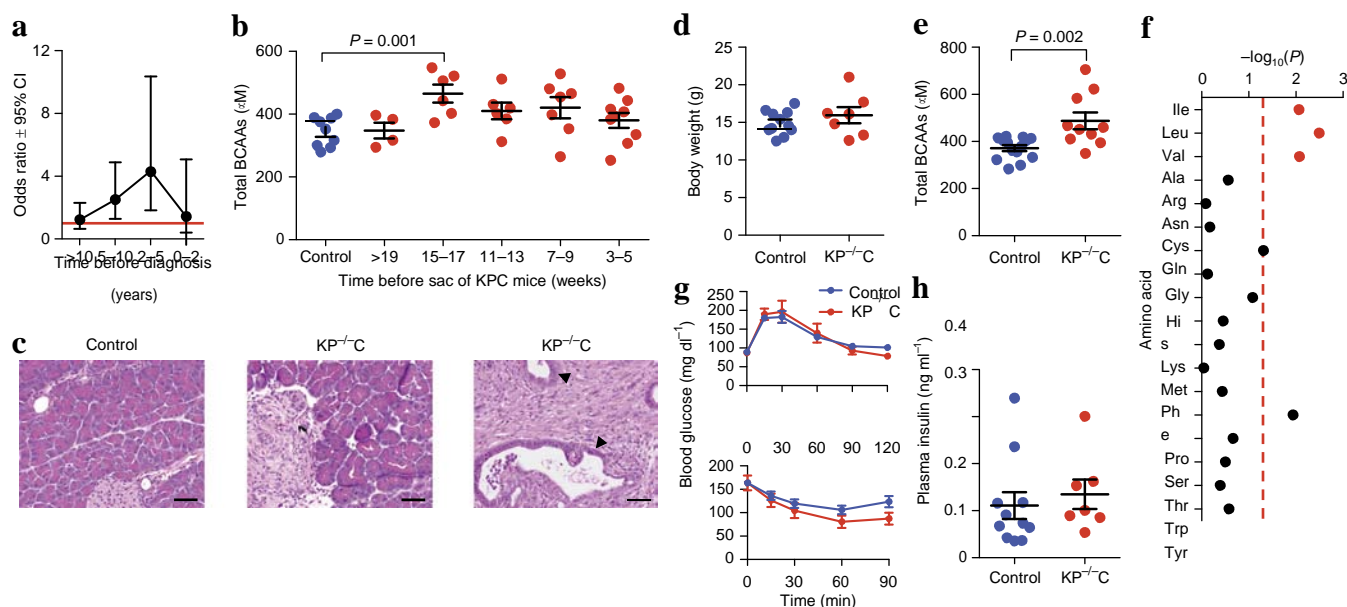 a
Odds ratio ± 95% CI
12
8
4
0
>10 5–10 2–5 0–2
Time before diagnosis
(years)
b
P = 0.001
Total BCAAs (∝M)
600
400
200
0
Control
>19
15–17
11–13
7–9
3–5
Time before sac of KPC mice (weeks)
c
Control
KP⁻/⁻C
KP⁻/⁻C
d
Body weight (g)
25
20
15
10
5
0
Control
KP⁻/⁻C
e
P = 0.002
Total BCAAs (∝M)
800
600
400
200
0
Control
KP⁻/⁻C
f
−log₁₀(P)
0 1 2 3
Amino acid
Ile
Leu
Val
Ala
Arg
Asn
Cys
Gln
Gly
Hi
s
Lys
Met
Ph
e
Pro
Ser
Thr
Trp
Tyr
g
Control
KP⁻/⁻C
Blood glucose (mg dl⁻¹)
250
200
150
100
50
0
0 30 60 90 120
200
150
100
50
0
0 30 60 90
Time (min)
h
Plasma insulin (ng ml⁻¹)
0.4
0.3
0.2
0.1
0
Control
KP⁻/⁻C